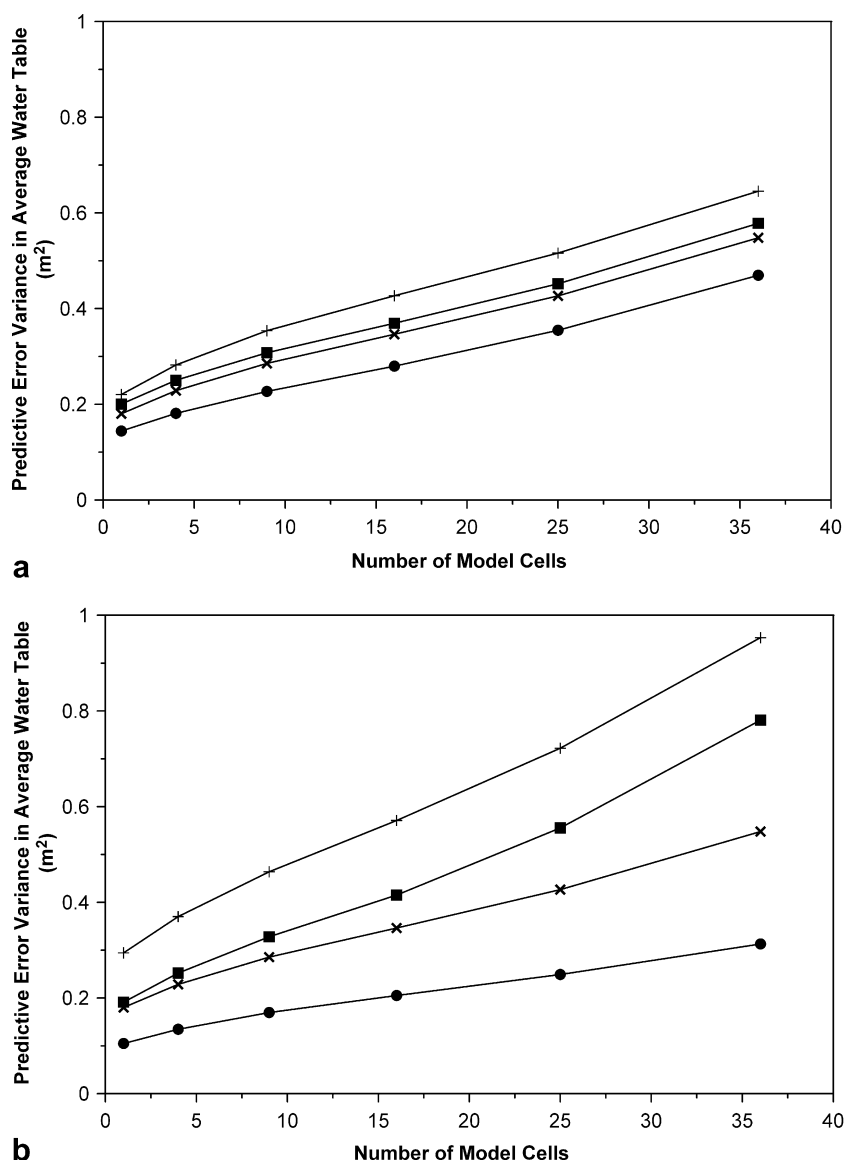 Predictive Error Variance in Average Water Table
(m²)
1
0.8
0.6
0.4
0.2
0
0 5 10 15 20 25 30 35 40
Number of Model Cells
a
Predictive Error Variance in Average Water Table
(m²)
1
0.8
0.6
0.4
0.2
0
0 5 10 15 20 25 30 35 40
Number of Model Cells
b